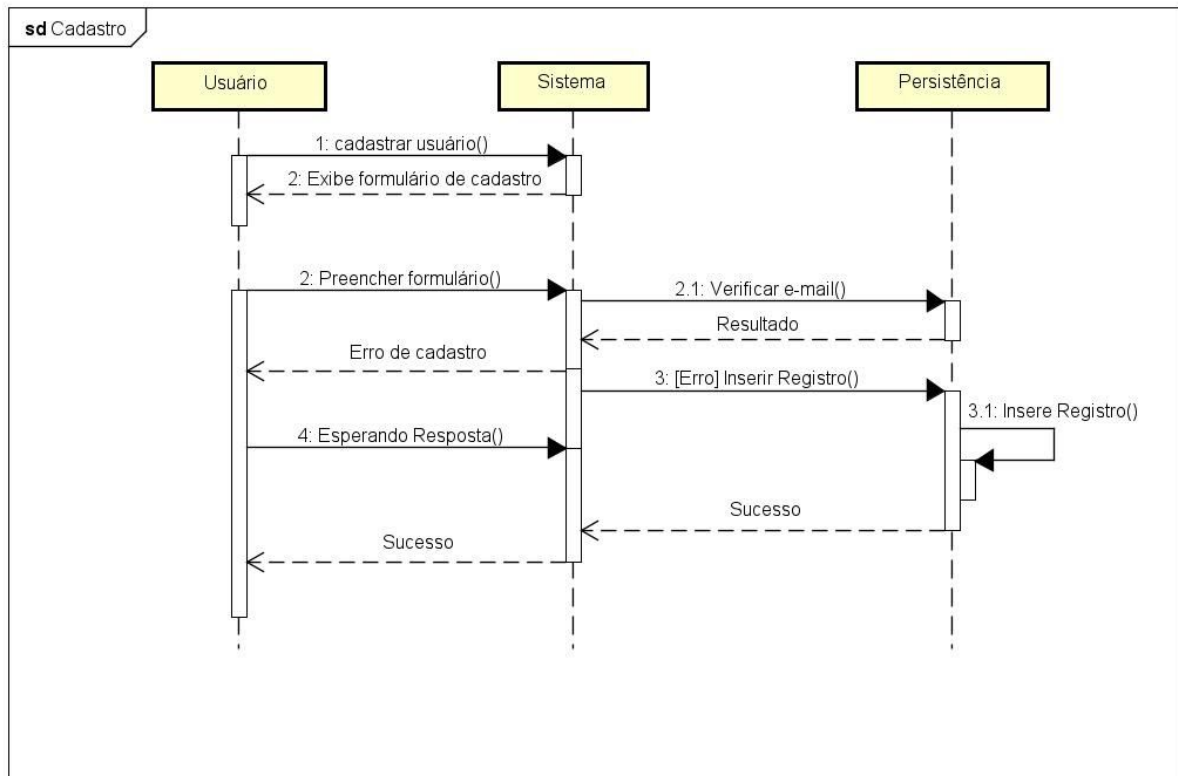 sd Cadastro
Usuário
Sistema
Persistência
1: cadastrar usuário()
2: Exibe formulário de cadastro
2: Preencher formulário()
2.1: Verificar e-mail()
Resultado
Erro de cadastro
3: [Erro] Inserir Registro()
3.1: Insere Registro()
4: Esperando Resposta()
Sucesso
Sucesso